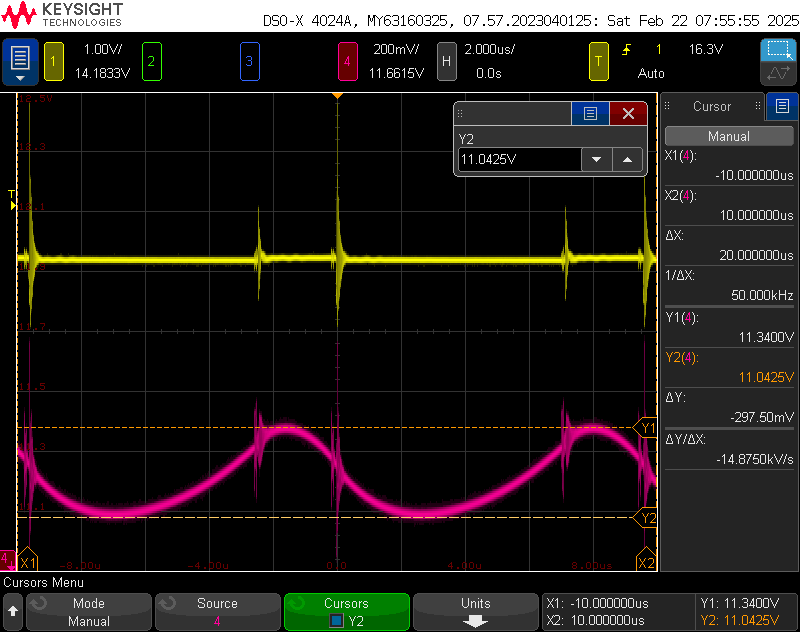 KEYSIGHT
TECHNOLOGIES
DSO-X 4024A, MY63160325, 07.57.2023040125: Sat Feb 22 07:55:55 2025
1 1.00V/ 14.1833V
2
3
4 200mV/ 11.6615V
H 2.000us/ 0.0s
T 1 16.3V
Auto
Y2
11.0425V
Cursor
Manual
X1(4):
-10.000000us
X2(4):
10.000000us
ΔX:
20.000000us
1/ΔX:
50.000kHz
Y1(4):
11.3400V
Y2(4):
11.0425V
ΔY:
-297.50mV
ΔY/ΔX:
-14.8750kV/s
T
11.5
Y1
Y2
4
X1 -8.00u -4.00u 0.0 4.00u 8.00u X2
Cursors Menu
Mode
Manual
Source
4
Cursors
Y2
Units
X1: -10.000000us
X2: 10.000000us
Y1: 11.3400V
Y2: 11.0425V